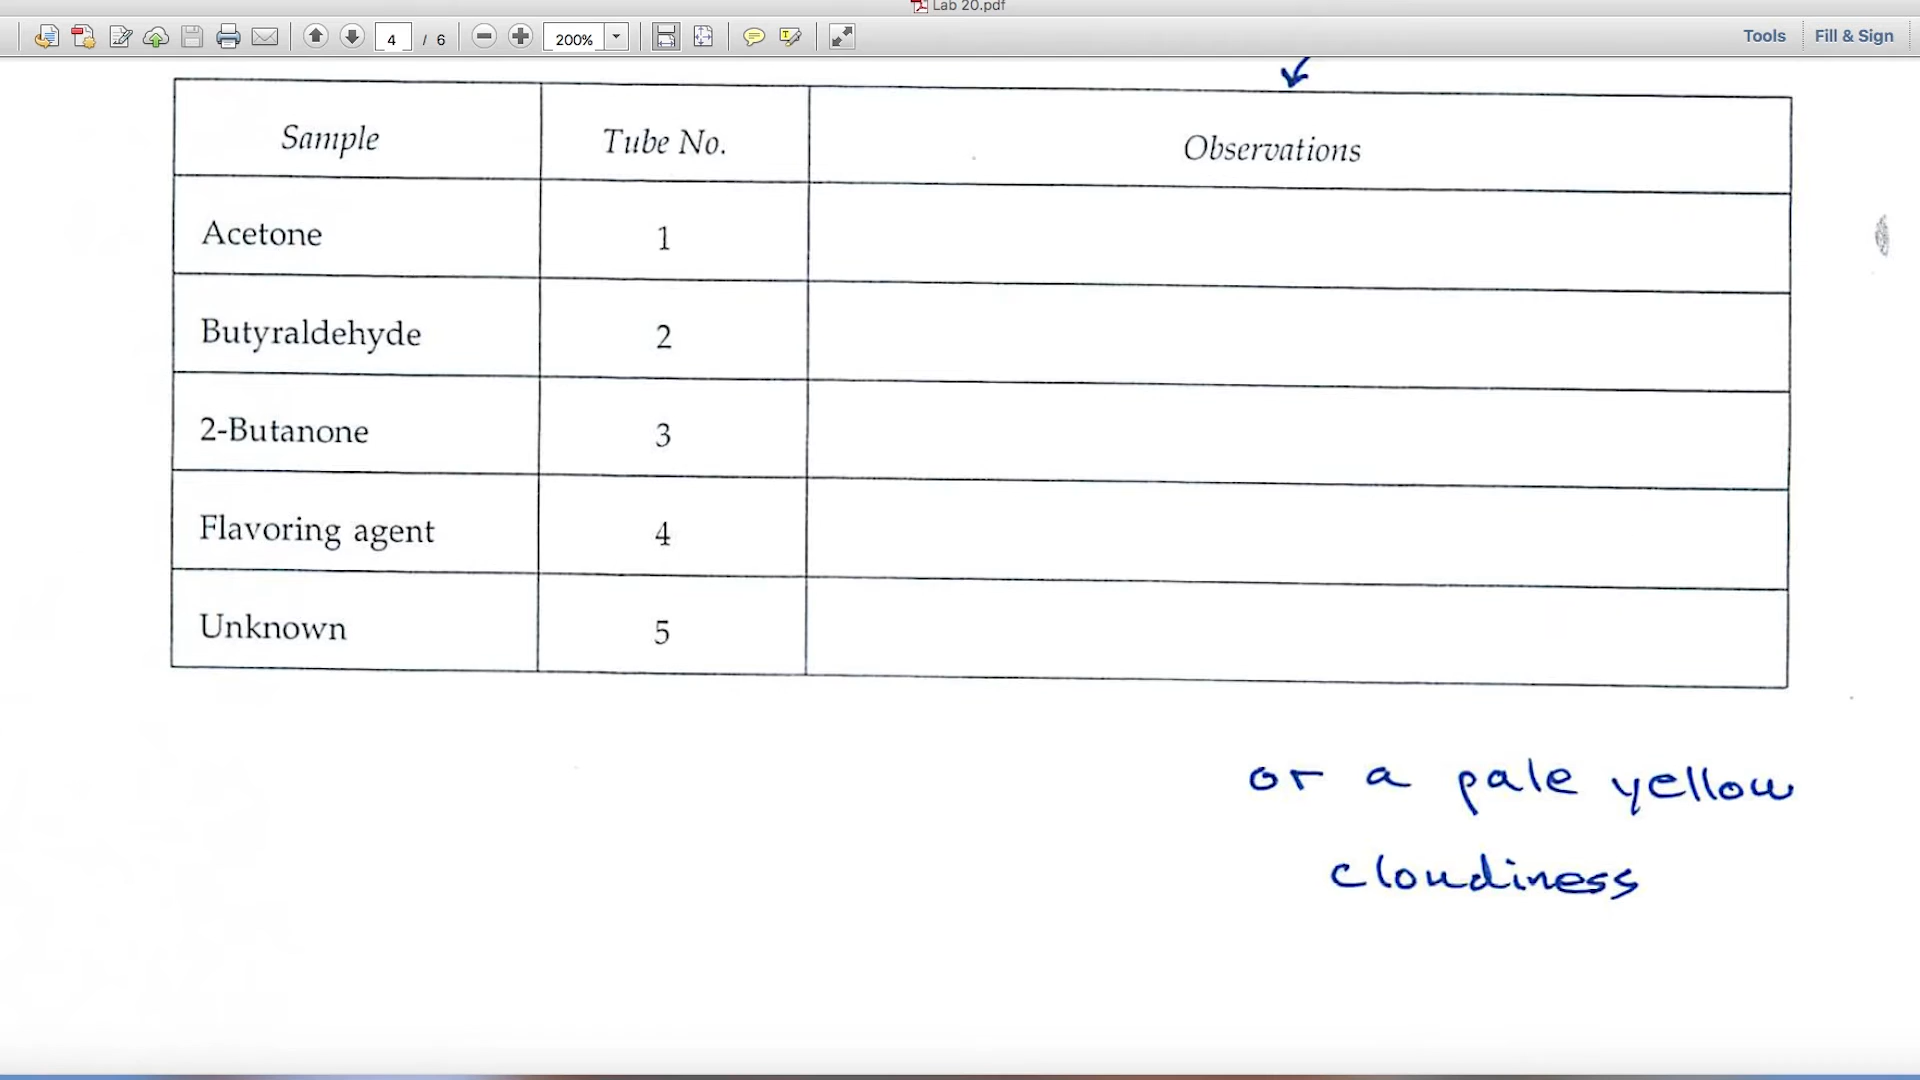 Lab 20.pdf
4 / 6 200% Tools Fill & Sign
Sample Tube No. Observations
Acetone 1
Butyraldehyde 2
2-Butanone 3
Flavoring agent 4
Unknown 5
or a pale yellow
cloudiness